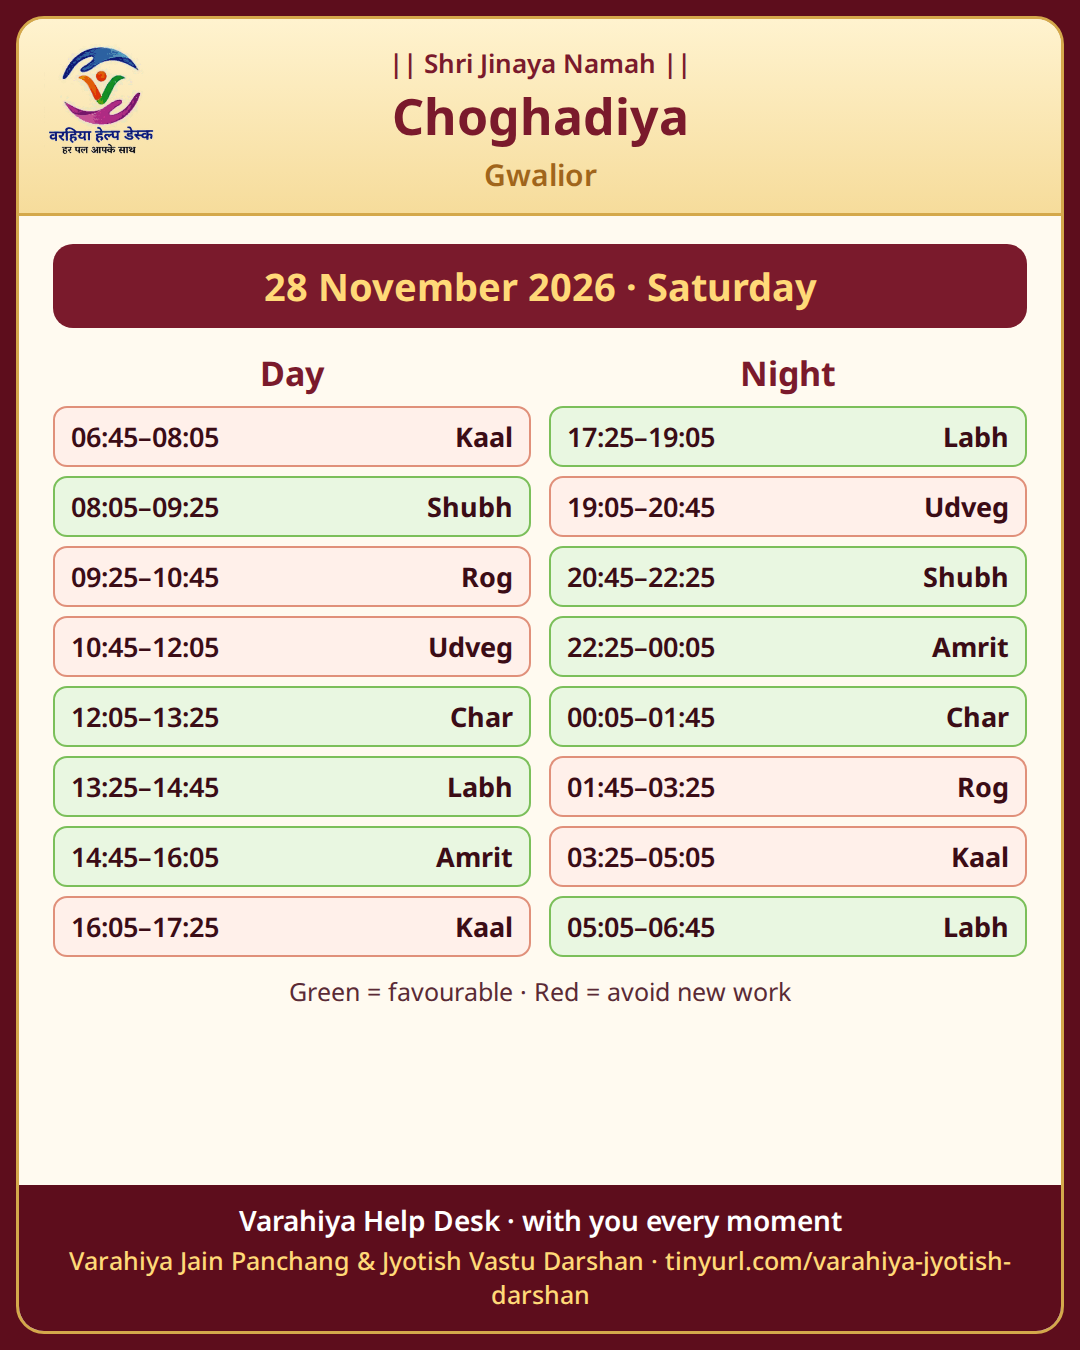 वरहिया हेल्प डेस्क
हर पल आपके साथ
|| Shri Jinaya Namah ||
Choghadiya
Gwalior
28 November 2026 · Saturday
Day
06:45–08:05 Kaal
08:05–09:25 Shubh
09:25–10:45 Rog
10:45–12:05 Udveg
12:05–13:25 Char
13:25–14:45 Labh
14:45–16:05 Amrit
16:05–17:25 Kaal
Night
17:25–19:05 Labh
19:05–20:45 Udveg
20:45–22:25 Shubh
22:25–00:05 Amrit
00:05–01:45 Char
01:45–03:25 Rog
03:25–05:05 Kaal
05:05–06:45 Labh
Green = favourable · Red = avoid new work
Varahiya Help Desk · with you every moment
Varahiya Jain Panchang & Jyotish Vastu Darshan · tinyurl.com/varahiya-jyotish-
darshan